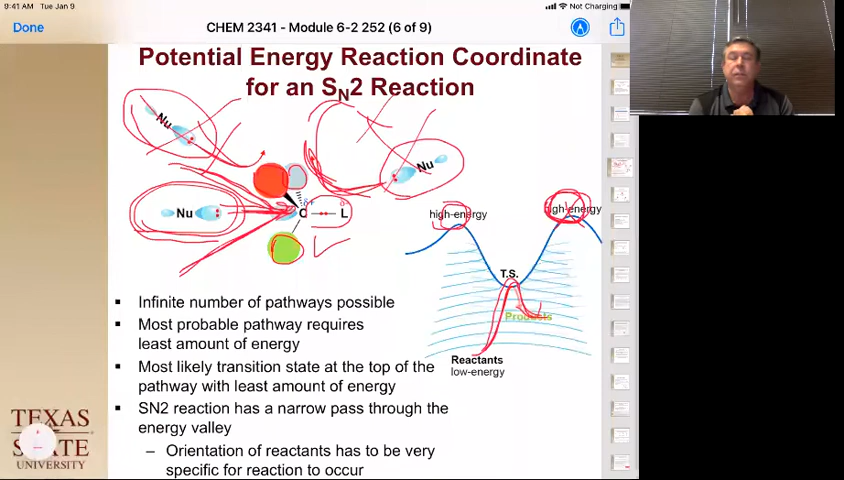 9:41 AM Tue Jan 9
Not Charging
Done
CHEM 2341 - Module 6-2 252 (6 of 9)
Potential Energy Reaction Coordinate
for an SN2 Reaction
Nu
Nu
Nu
C
L
δ+
high-energy
high-energy
T.S.
Products
Reactants
low-energy
▪ Infinite number of pathways possible
▪ Most probable pathway requires
least amount of energy
▪ Most likely transition state at the top of the
pathway with least amount of energy
▪ SN2 reaction has a narrow pass through the
energy valley
– Orientation of reactants has to be very
specific for reaction to occur
TEXAS
STATE
UNIVERSITY